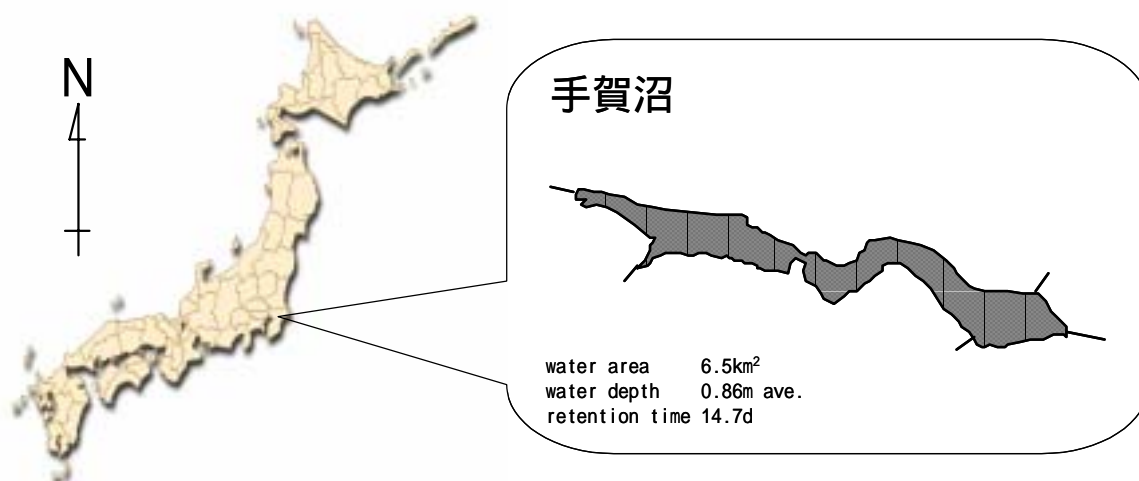 N
手賀沼
water area 6.5km²
water depth 0.86m ave.
retention time 14.7d